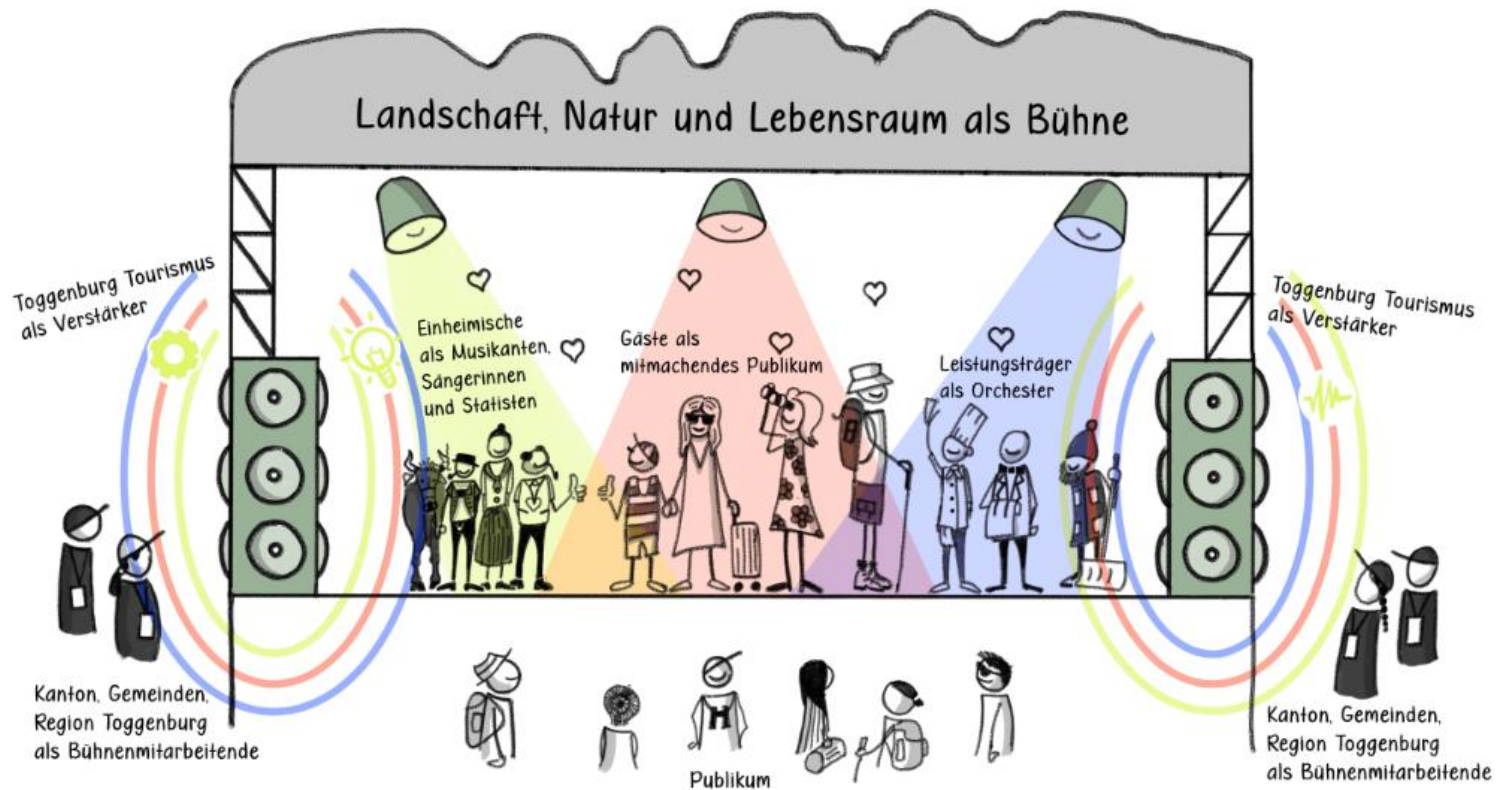 Landschaft, Natur und Lebensraum als Bühne
Toggenburg Tourismus
als Verstärker
Einheimische
als Musikanten,
Sängerinnen
und Statisten
Gäste als
mitmachendes Publikum
Leistungsträger
als Orchester
Toggenburg Tourismus
als Verstärker
Kanton, Gemeinden,
Region Toggenburg
als Bühnenmitarbeitende
H
Publikum
Kanton, Gemeinden,
Region Toggenburg
als Bühnenmitarbeitende